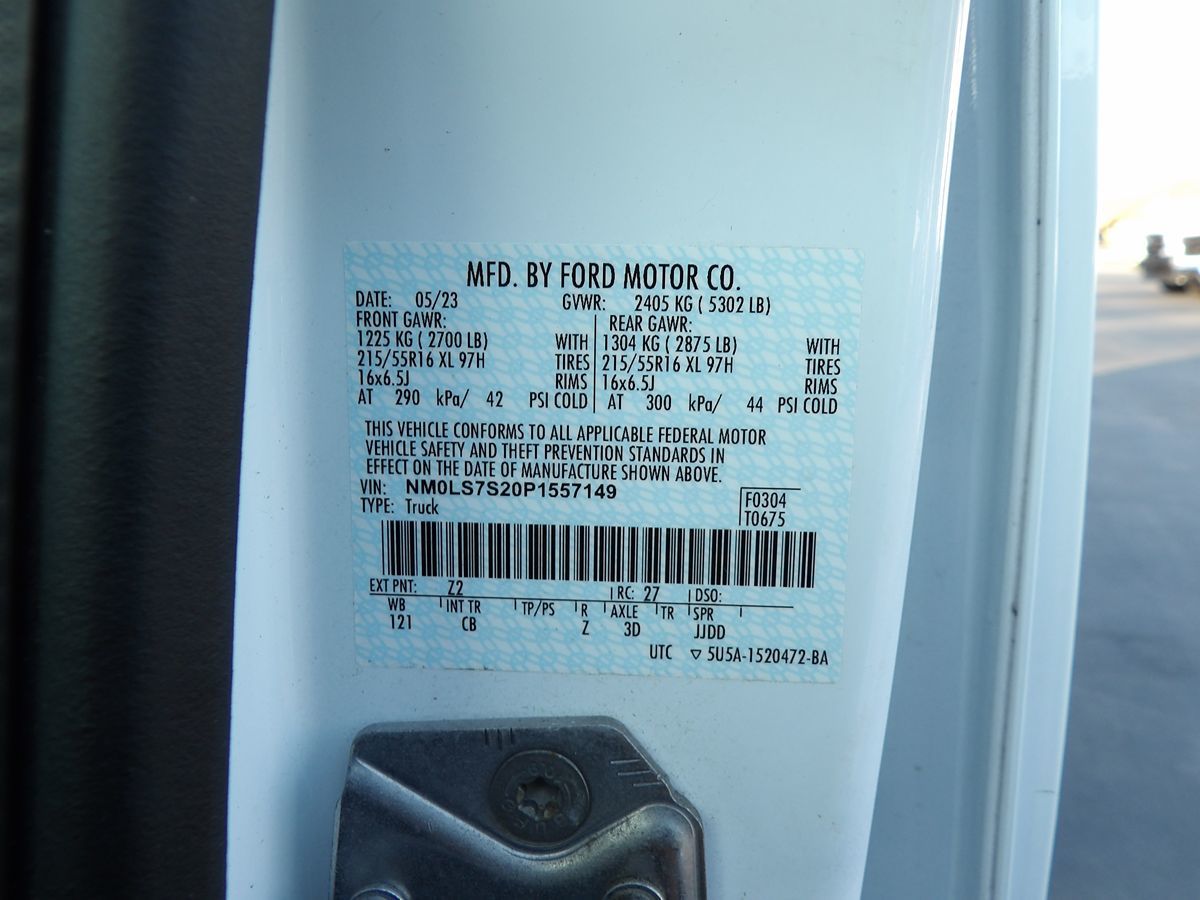 MFD. BY FORD MOTOR CO.
DATE: 05/23 GVWR: 2405 KG ( 5302 LB)
FRONT GAWR: REAR GAWR:
1225 KG ( 2700 LB) WITH 1304 KG ( 2875 LB) WITH
215/55R16 XL 97H TIRES 215/55R16 XL 97H TIRES
16x6.5J RIMS 16x6.5J RIMS
AT 290 kPa/ 42 PSI COLD AT 300 kPa/ 44 PSI COLD
THIS VEHICLE CONFORMS TO ALL APPLICABLE FEDERAL MOTOR
VEHICLE SAFETY AND THEFT PREVENTION STANDARDS IN
EFFECT ON THE DATE OF MANUFACTURE SHOWN ABOVE.
VIN: NM0LS7S20P1557149 F0304
TYPE: Truck T0675
EXT PNT: Z2 RC: 27 DSO:
WB INT TR TP/PS R AXLE TR SPR
121 CB Z 3D JJDD
UTC ▽ 5U5A-1520472-BA